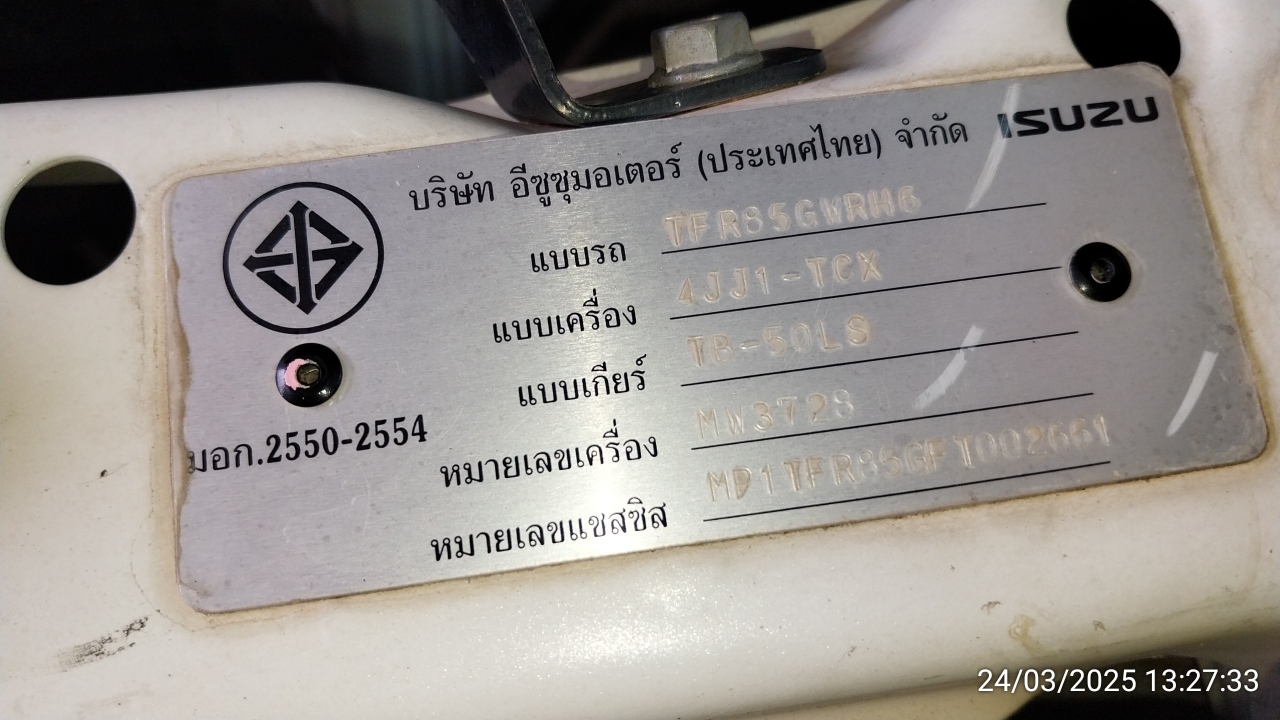 บริษัท อีซูซุมอเตอร์ (ประเทศไทย) จำกัด ISUZU
แบบรถ TFR85GWRH6
แบบเครื่อง 4JJ1-TCX
แบบเกียร์ TB-50LS
มอก.2550-2554
หมายเลขเครื่อง MW3728
หมายเลขแชสซิส
24/03/2025 13:27:33